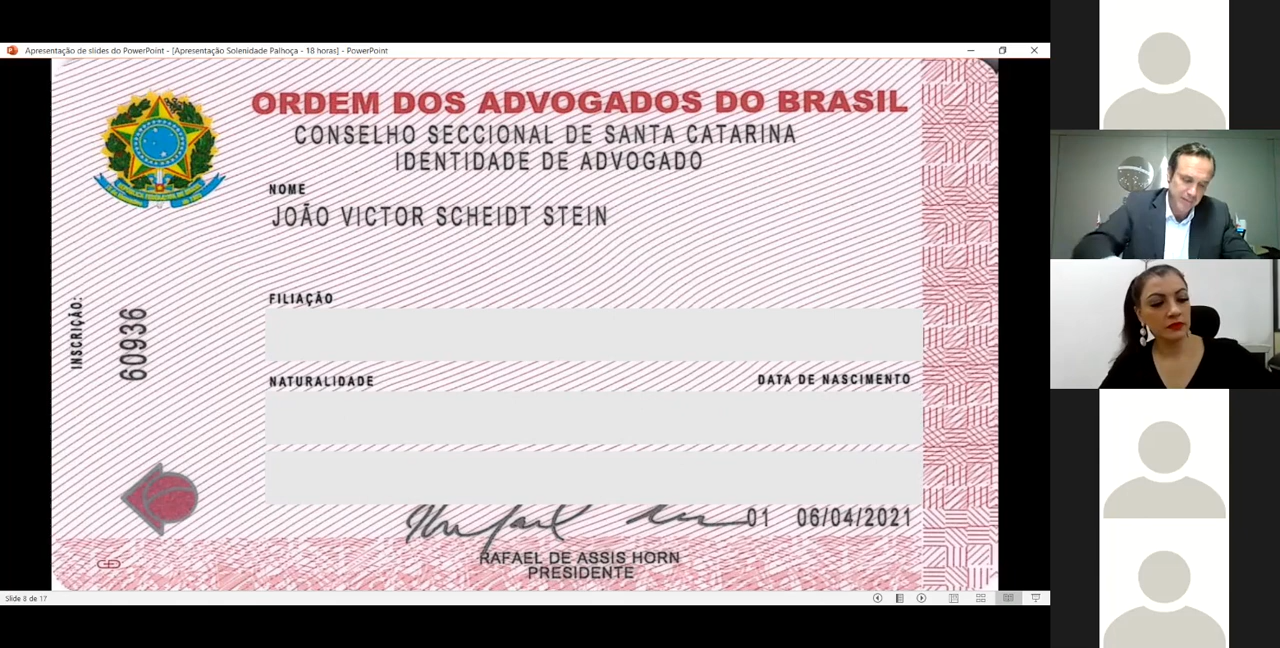 Apresentação de slides do PowerPoint - [Apresentação Solenidade Palhoça - 18 horas] - PowerPoint
ORDEM DOS ADVOGADOS DO BRASIL
CONSELHO SECCIONAL DE SANTA CATARINA
IDENTIDADE DE ADVOGADO
NOME
JOÃO VICTOR SCHEIDT STEIN
FILIAÇÃO
INSCRIÇÃO:
60936
NATURALIDADE
DATA DE NASCIMENTO
01 06/04/2021
RAFAEL DE ASSIS HORN
PRESIDENTE
Slide 8 de 17